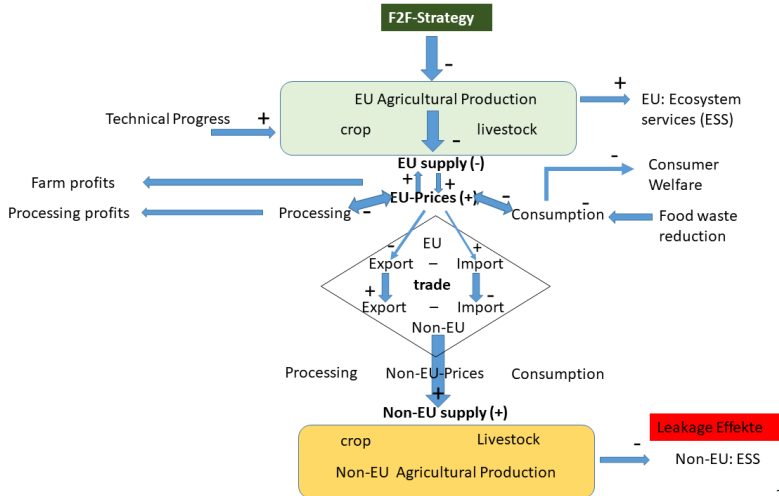 F2F-Strategy
-
EU Agricultural Production
+
EU: Ecosystem
services (ESS)
Technical Progress
+
crop
livestock
-
EU supply (-)
-
Consumer
Welfare
Farm profits
+
+
EU-Prices (+)
Processing profits
Processing
-
-
Consumption
-
Food waste
reduction
EU
-
+
Export
–
Import
trade
+
-
Export
–
Import
Non-EU
Processing
Non-EU-Prices
Consumption
+
Non-EU supply (+)
Leakage Effekte
crop
Livestock
-
Non-EU: ESS
Non-EU Agricultural Production